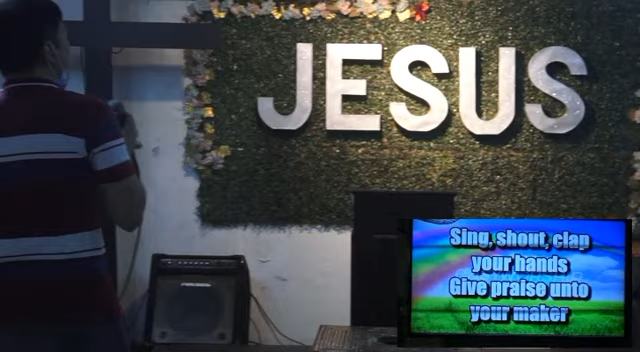 JESUS
Sing, shout, clap
your hands
Give praise unto
your maker